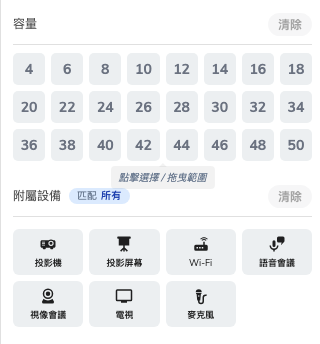 容量 清除
4 6 8 10 12 14 16 18
20 22 24 26 28 30 32 34
36 38 40 42 44 46 48 50
點擊選擇 / 拖曳範圍
附屬設備 匹配 所有 清除
投影機 投影屏幕 Wi-Fi 語音會議
視像會議 電視 麥克風